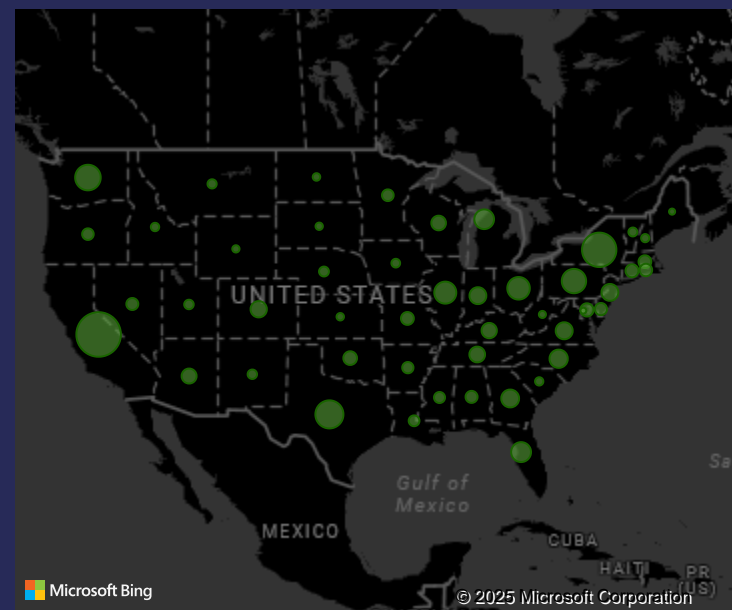 UNITED STATES
Gulf of
Mexico
Sa
MEXICO
CUBA
HAITI
PR
(US)
Microsoft Bing
© 2025 Microsoft Corporation